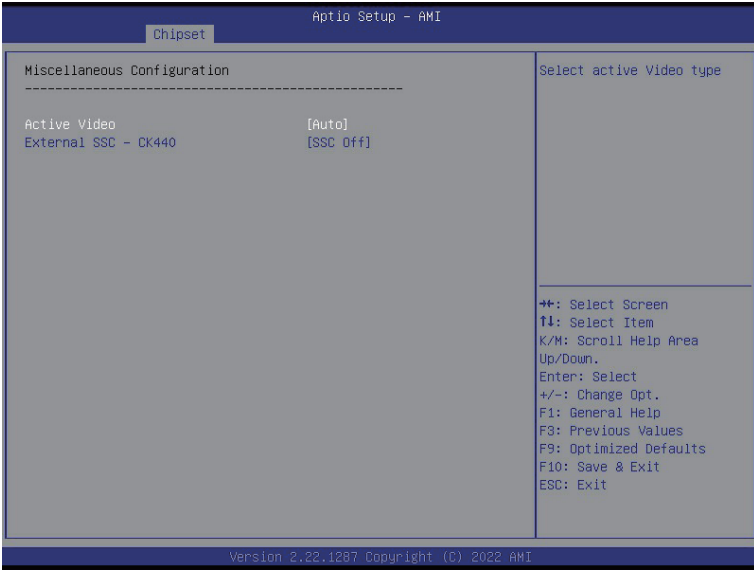 Aptio Setup – AMI
Chipset
Miscellaneous Configuration
--------------------------------------------------
Active Video [Auto]
External SSC – CK440 [SSC Off]
Select active Video type
→←: Select Screen
↑↓: Select Item
K/M: Scroll Help Area
Up/Down.
Enter: Select
+/-: Change Opt.
F1: General Help
F3: Previous Values
F9: Optimized Defaults
F10: Save & Exit
ESC: Exit
Version 2.22.1287 Copyright (C) 2022 AMI